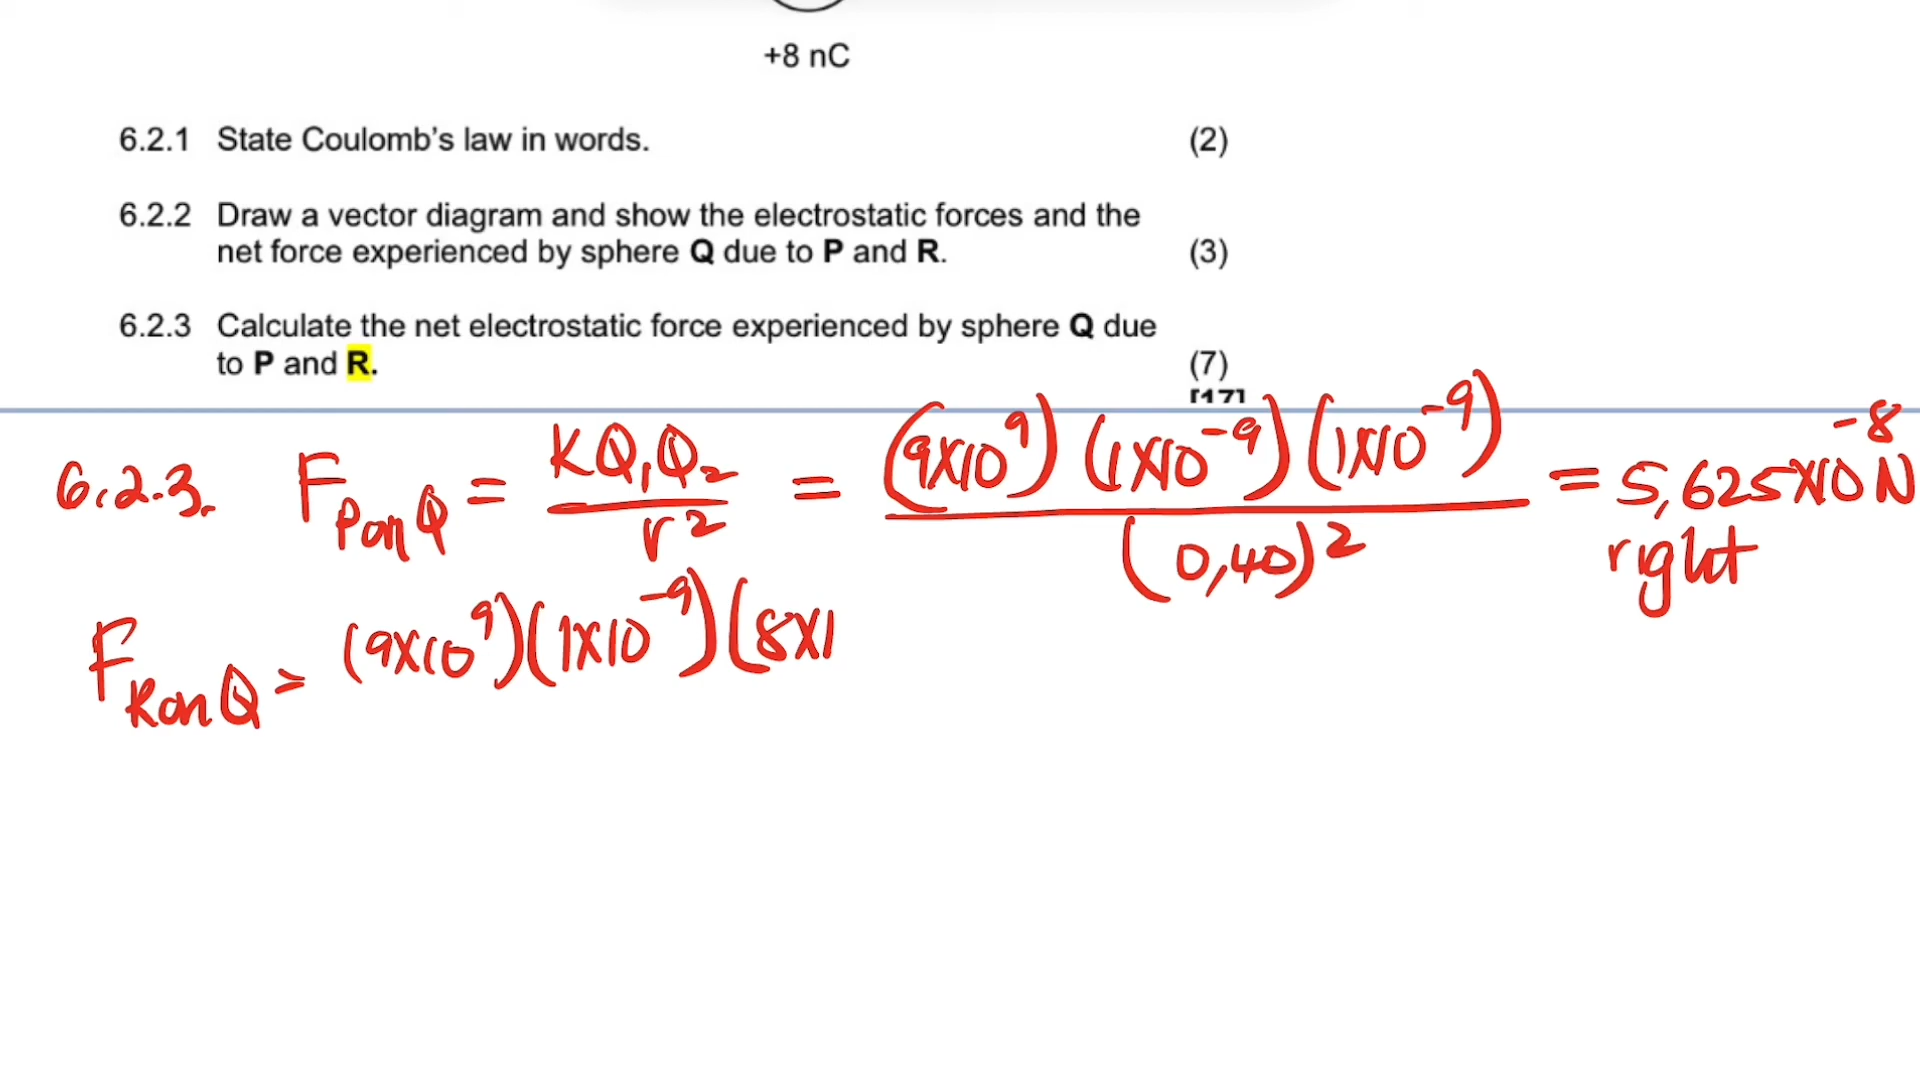 +8 nC
6.2.1 State Coulomb's law in words. (2)
6.2.2 Draw a vector diagram and show the electrostatic forces and the
net force experienced by sphere Q due to P and R. (3)
6.2.3 Calculate the net electrostatic force experienced by sphere Q due
to P and R. (7)
[17]
6.2.3. F_{P on Q} = KQ₁Q₂/r² = (9×10⁹)(1×10⁻⁹)(1×10⁻⁹)/(0,40)² = 5,625×10⁻⁸ N
right
F_{R on Q} = (9×10⁹)(1×10⁻⁹)(8×1